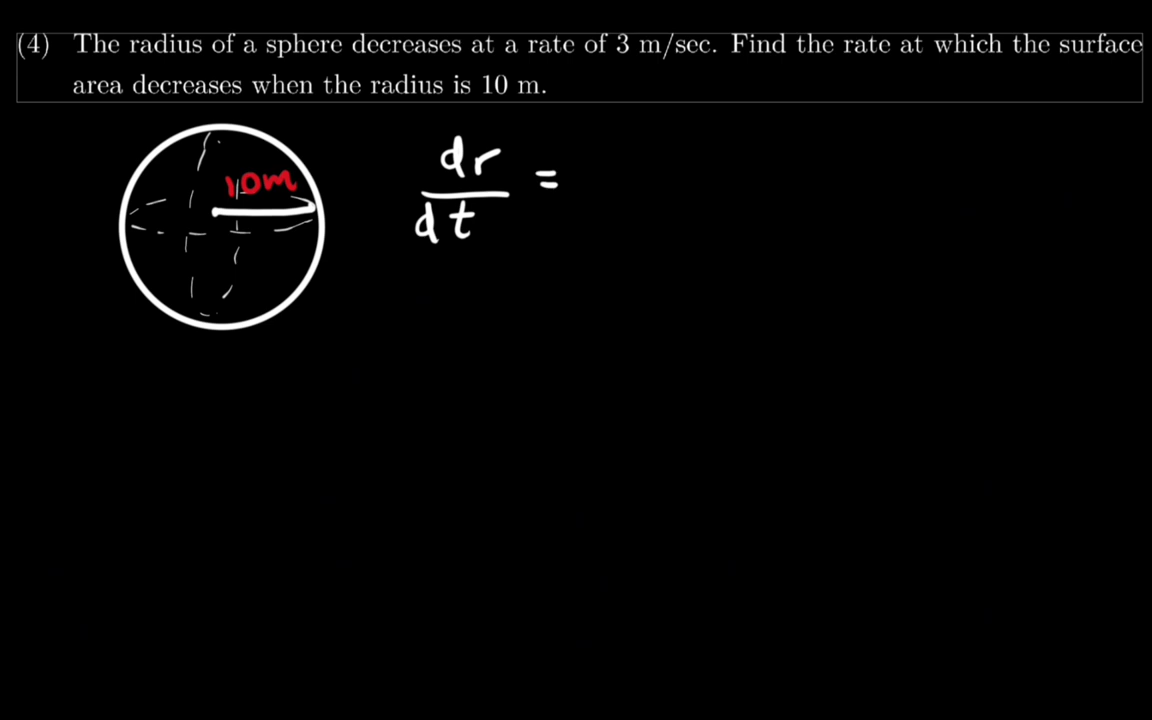 (4) The radius of a sphere decreases at a rate of 3 m/sec. Find the rate at which the surface
area decreases when the radius is 10 m.
10m
dr
=
dt